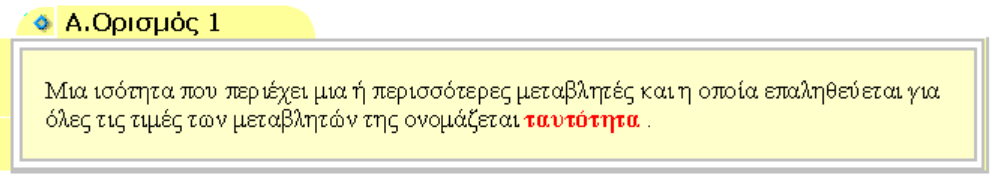 Α.Ορισμός 1
Μια ισότητα που περιέχει μια ή περισσότερες μεταβλητές και η οποία επαληθεύεται για
όλες τις τιμές των μεταβλητών της ονομάζεται ταυτότητα .